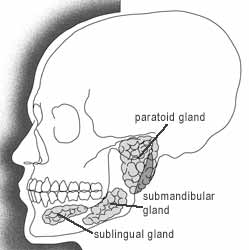 paratoid gland
submandibular
gland
sublingual gland